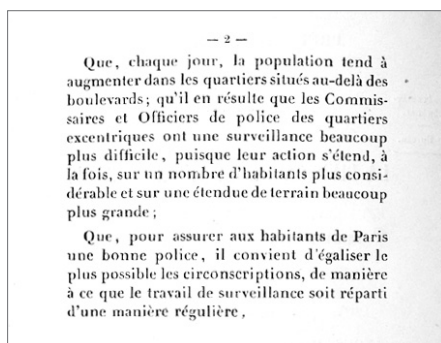 — 2 —
Que, chaque jour, la population tend à
augmenter dans les quartiers situés au-delà des
boulevards; qu'il en résulte que les Commis-
saires et Officiers de police des quartiers
excentriques ont une surveillance beaucoup
plus difficile, puisque leur action s'étend, à
la fois, sur un nombre d'habitants plus consi-
dérable et sur une étendue de terrain beaucoup
plus grande;
Que, pour assurer aux habitants de Paris
une bonne police, il convient d'égaliser le
plus possible les circonscriptions, de manière
à ce que le travail de surveillance soit réparti
d'une manière régulière,